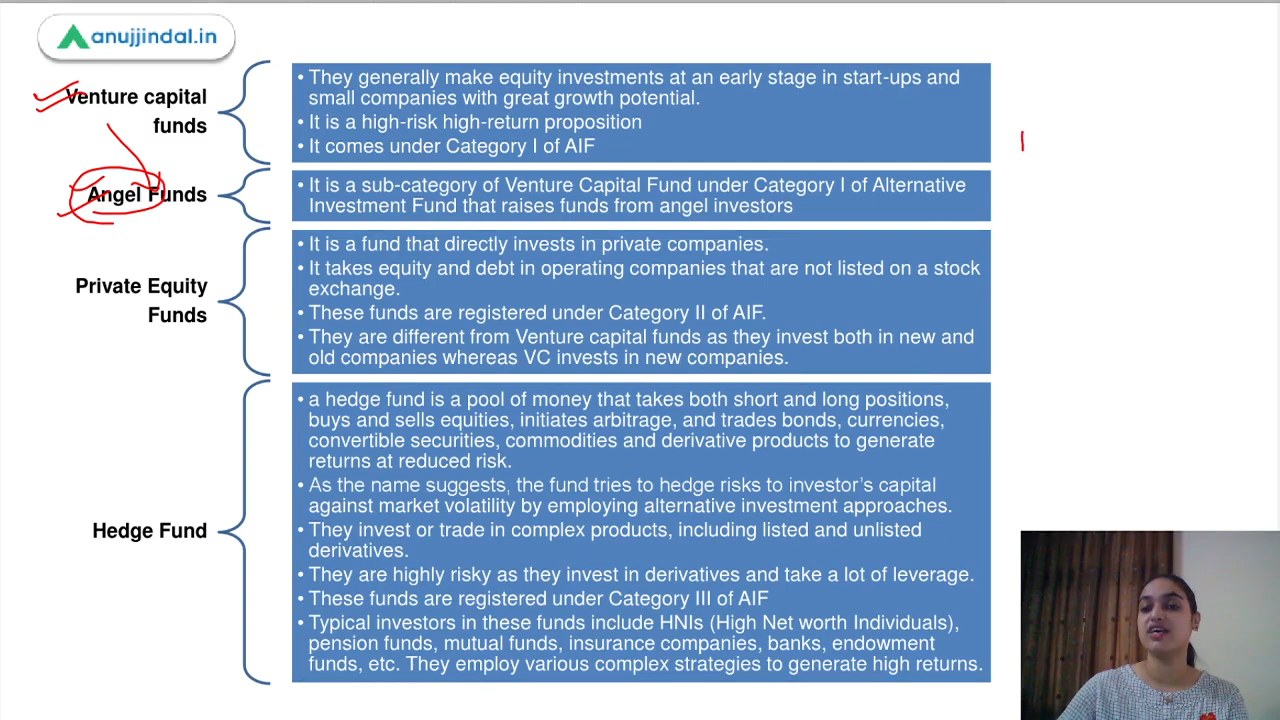 anujjindal.in
Venture capital
funds
• They generally make equity investments at an early stage in start-ups and
small companies with great growth potential.
• It is a high-risk high-return proposition
• It comes under Category I of AIF
Angel Funds
• It is a sub-category of Venture Capital Fund under Category I of Alternative
Investment Fund that raises funds from angel investors
Private Equity
Funds
• It is a fund that directly invests in private companies.
• It takes equity and debt in operating companies that are not listed on a stock
exchange.
• These funds are registered under Category II of AIF.
• They are different from Venture capital funds as they invest both in new and
old companies whereas VC invests in new companies.
Hedge Fund
• a hedge fund is a pool of money that takes both short and long positions,
buys and sells equities, initiates arbitrage, and trades bonds, currencies,
convertible securities, commodities and derivative products to generate
returns at reduced risk.
• As the name suggests, the fund tries to hedge risks to investor's capital
against market volatility by employing alternative investment approaches.
• They invest or trade in complex products, including listed and unlisted
derivatives.
• They are highly risky as they invest in derivatives and take a lot of leverage.
• These funds are registered under Category III of AIF
• Typical investors in these funds include HNIs (High Net worth Individuals),
pension funds, mutual funds, insurance companies, banks, endowment
funds, etc. They employ various complex strategies to generate high returns.